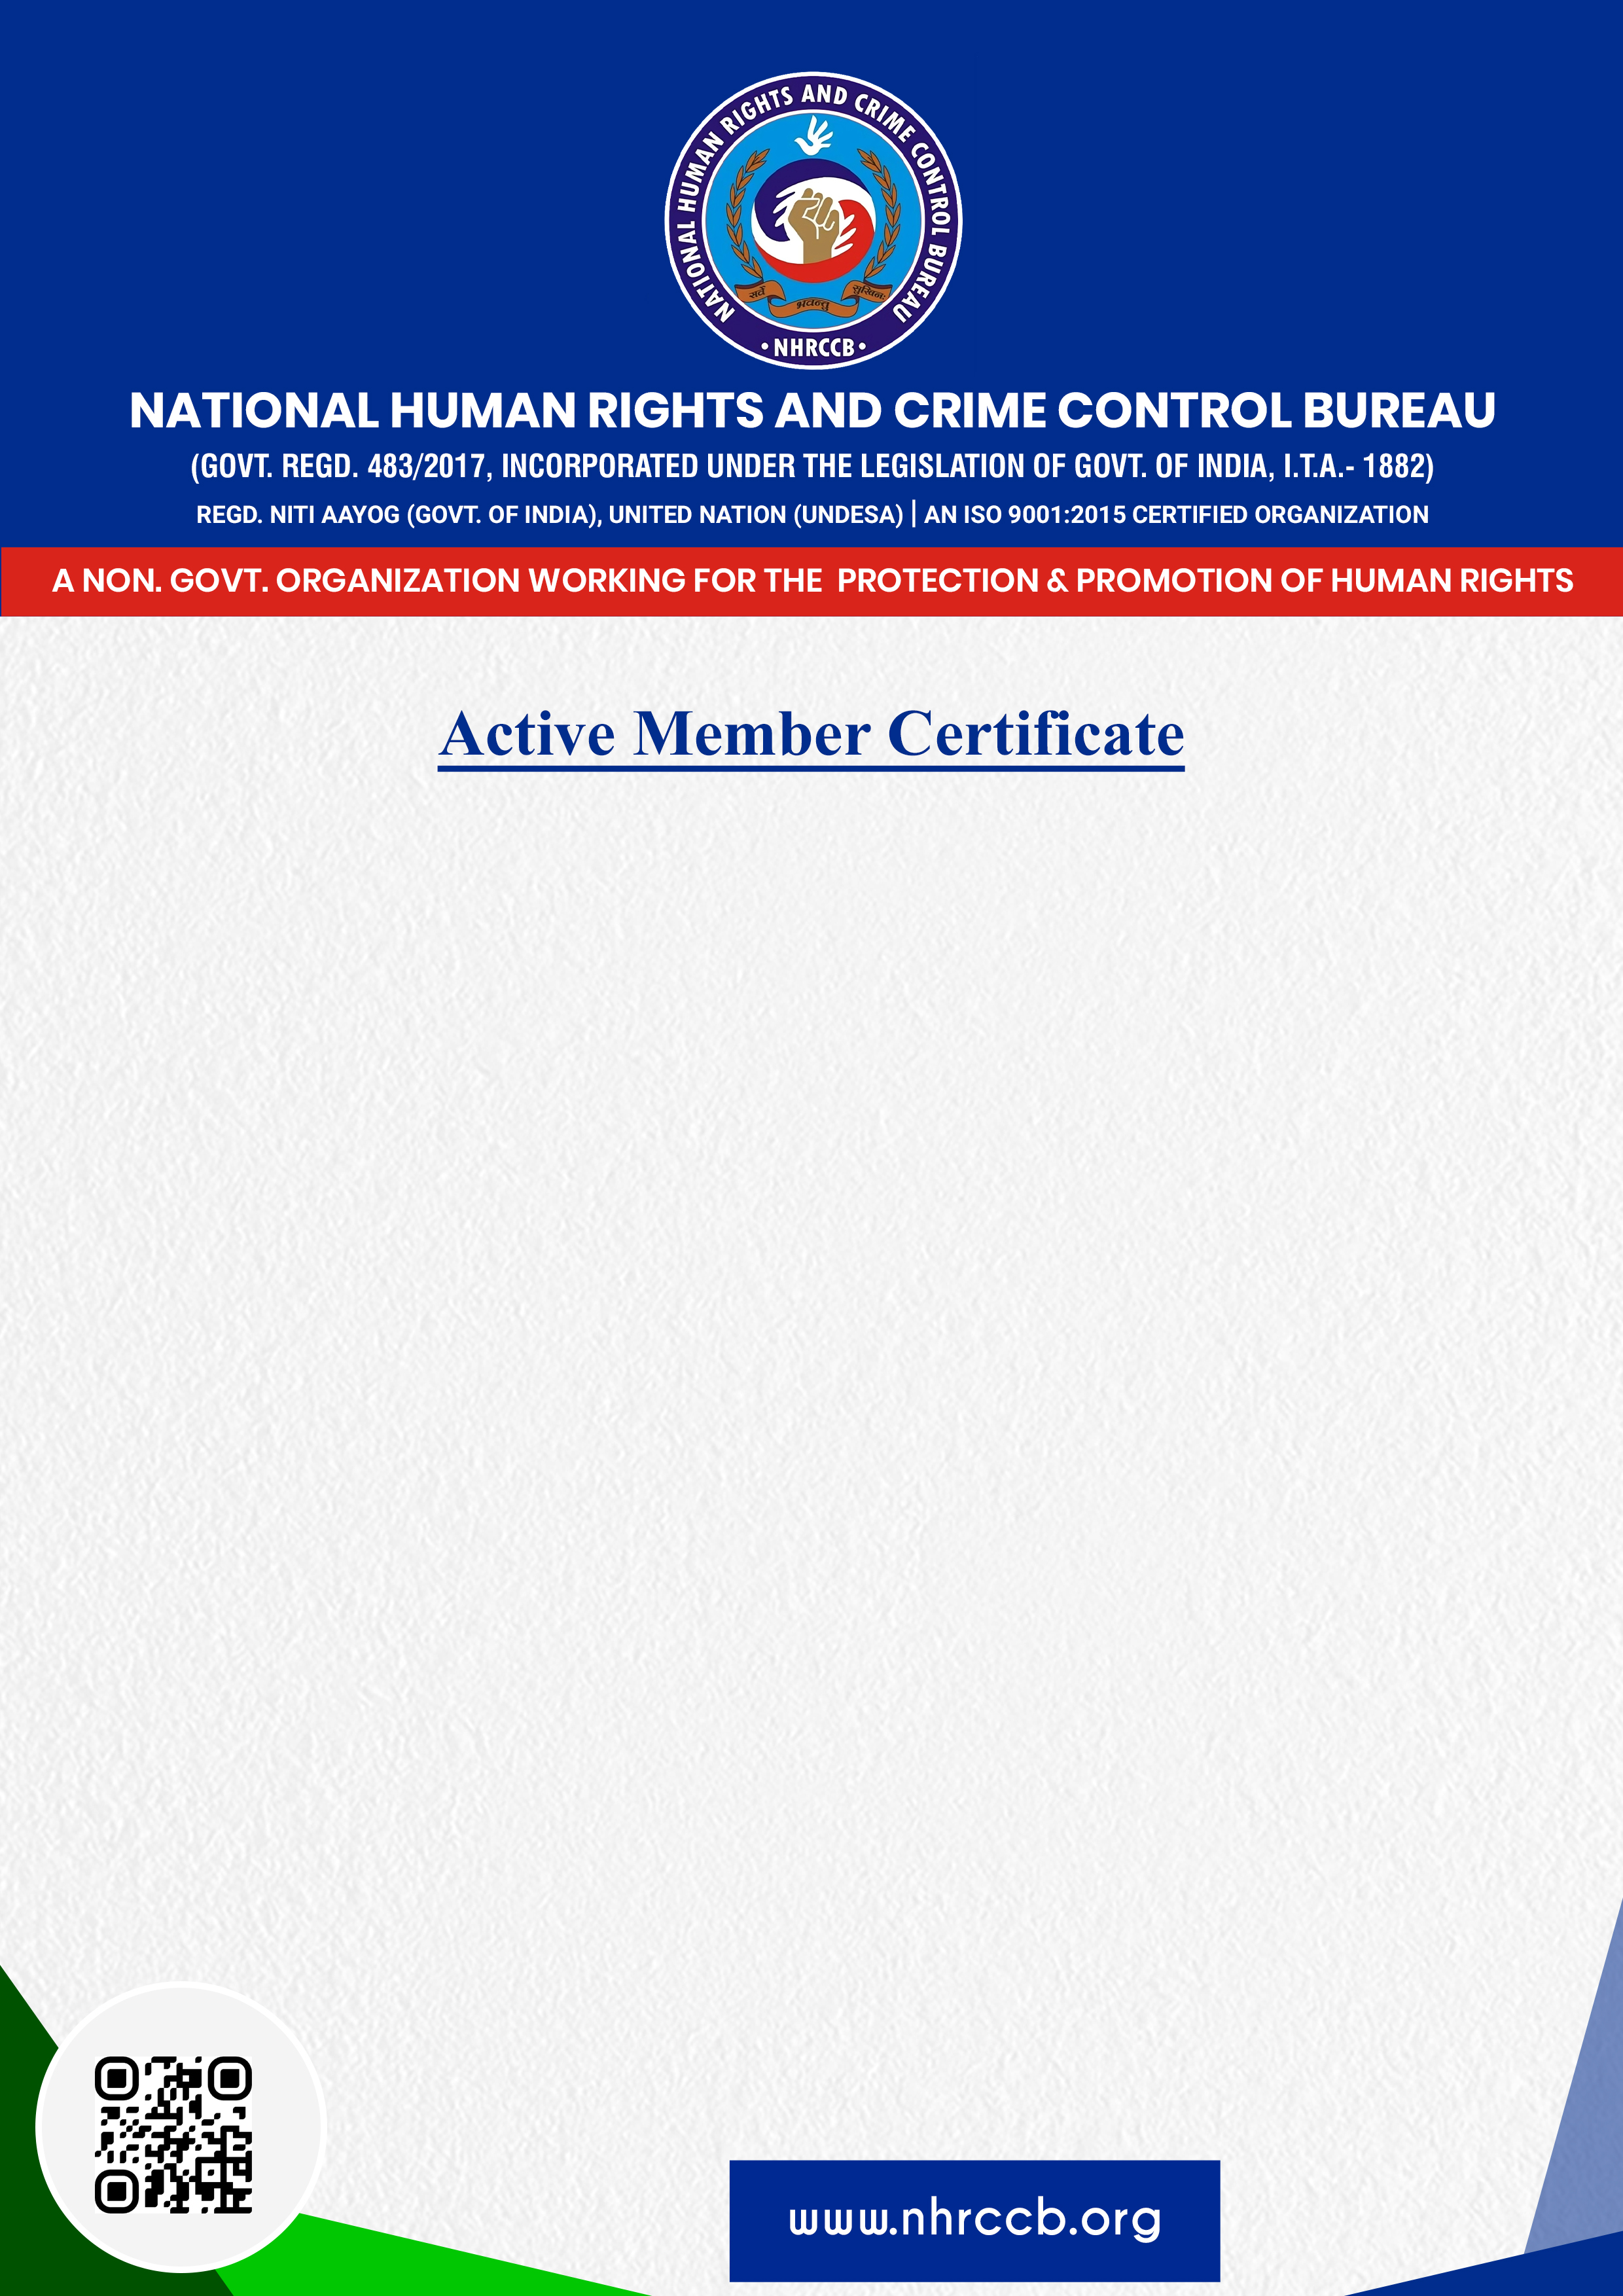 NATIONAL HUMAN RIGHTS AND CRIME CONTROL BUREAU
सर्वे भवन्तु सुखिनः
• NHRCCB •
NATIONAL HUMAN RIGHTS AND CRIME CONTROL BUREAU
(GOVT. REGD. 483/2017, INCORPORATED UNDER THE LEGISLATION OF GOVT. OF INDIA, I.T.A.- 1882)
REGD. NITI AAYOG (GOVT. OF INDIA), UNITED NATION (UNDESA) | AN ISO 9001:2015 CERTIFIED ORGANIZATION
A NON. GOVT. ORGANIZATION WORKING FOR THE PROTECTION & PROMOTION OF HUMAN RIGHTS
Active Member Certificate
www.nhrccb.org